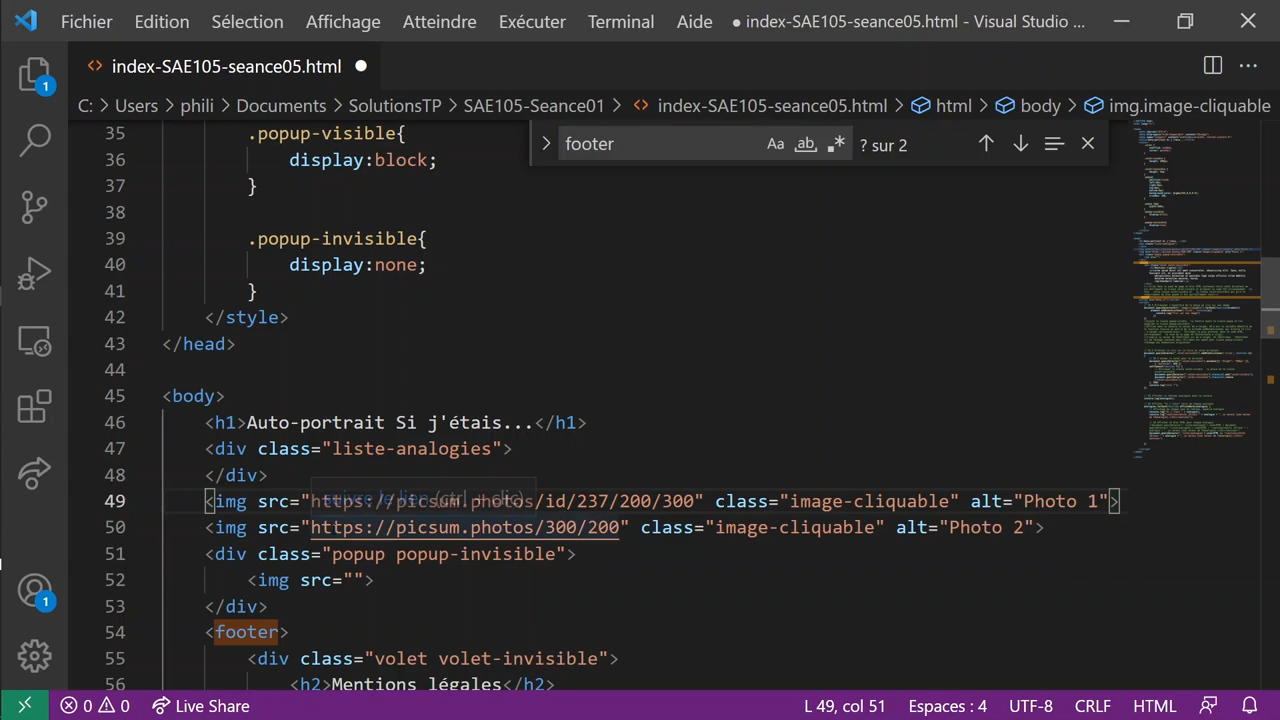 Fichier Edition Sélection Affichage Atteindre Exécuter Terminal Aide ● index-SAE105-seance05.html - Visual Studio ...
<> index-SAE105-seance05.html ●
C: > Users > phili > Documents > SolutionsTP > SAE105-Seance01 > <> index-SAE105-seance05.html > html > body > img.image-cliquable
footer Aa ab .* ? sur 2
35 .popup-visible{
36 display:block;
37 }
38
39 .popup-invisible{
40 display:none;
41 }
42 </style>
43 </head>
44
45 <body>
46 <h1>Auto-portrait Si j'étais...</h1>
47 <div class="liste-analogies">
48 </div>
49 <img src="https://picsum.photos/id/237/200/300" class="image-cliquable" alt="Photo 1">
50 <img src="https://picsum.photos/300/200" class="image-cliquable" alt="Photo 2">
51 <div class="popup popup-invisible">
52 <img src="">
53 </div>
54 <footer>
55 <div class="volet volet-invisible">
56 <h2>Mentions légales</h2>
1
1
0 0 Live Share L 49, col 51 Espaces : 4 UTF-8 CRLF HTML